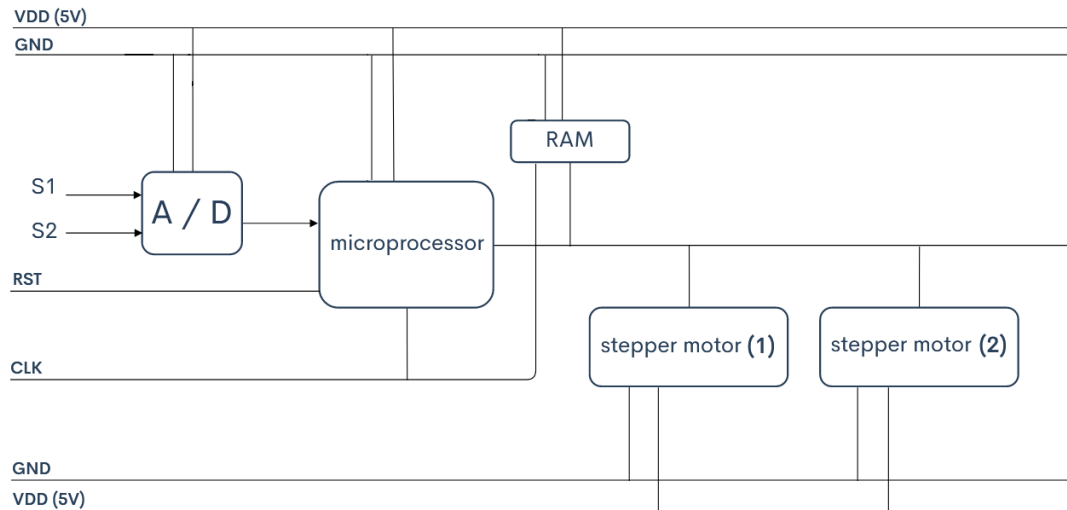 VDD (5V)
GND
RAM
S1
A / D
S2
microprocessor
RST
stepper motor (1)
stepper motor (2)
CLK
GND
VDD (5V)